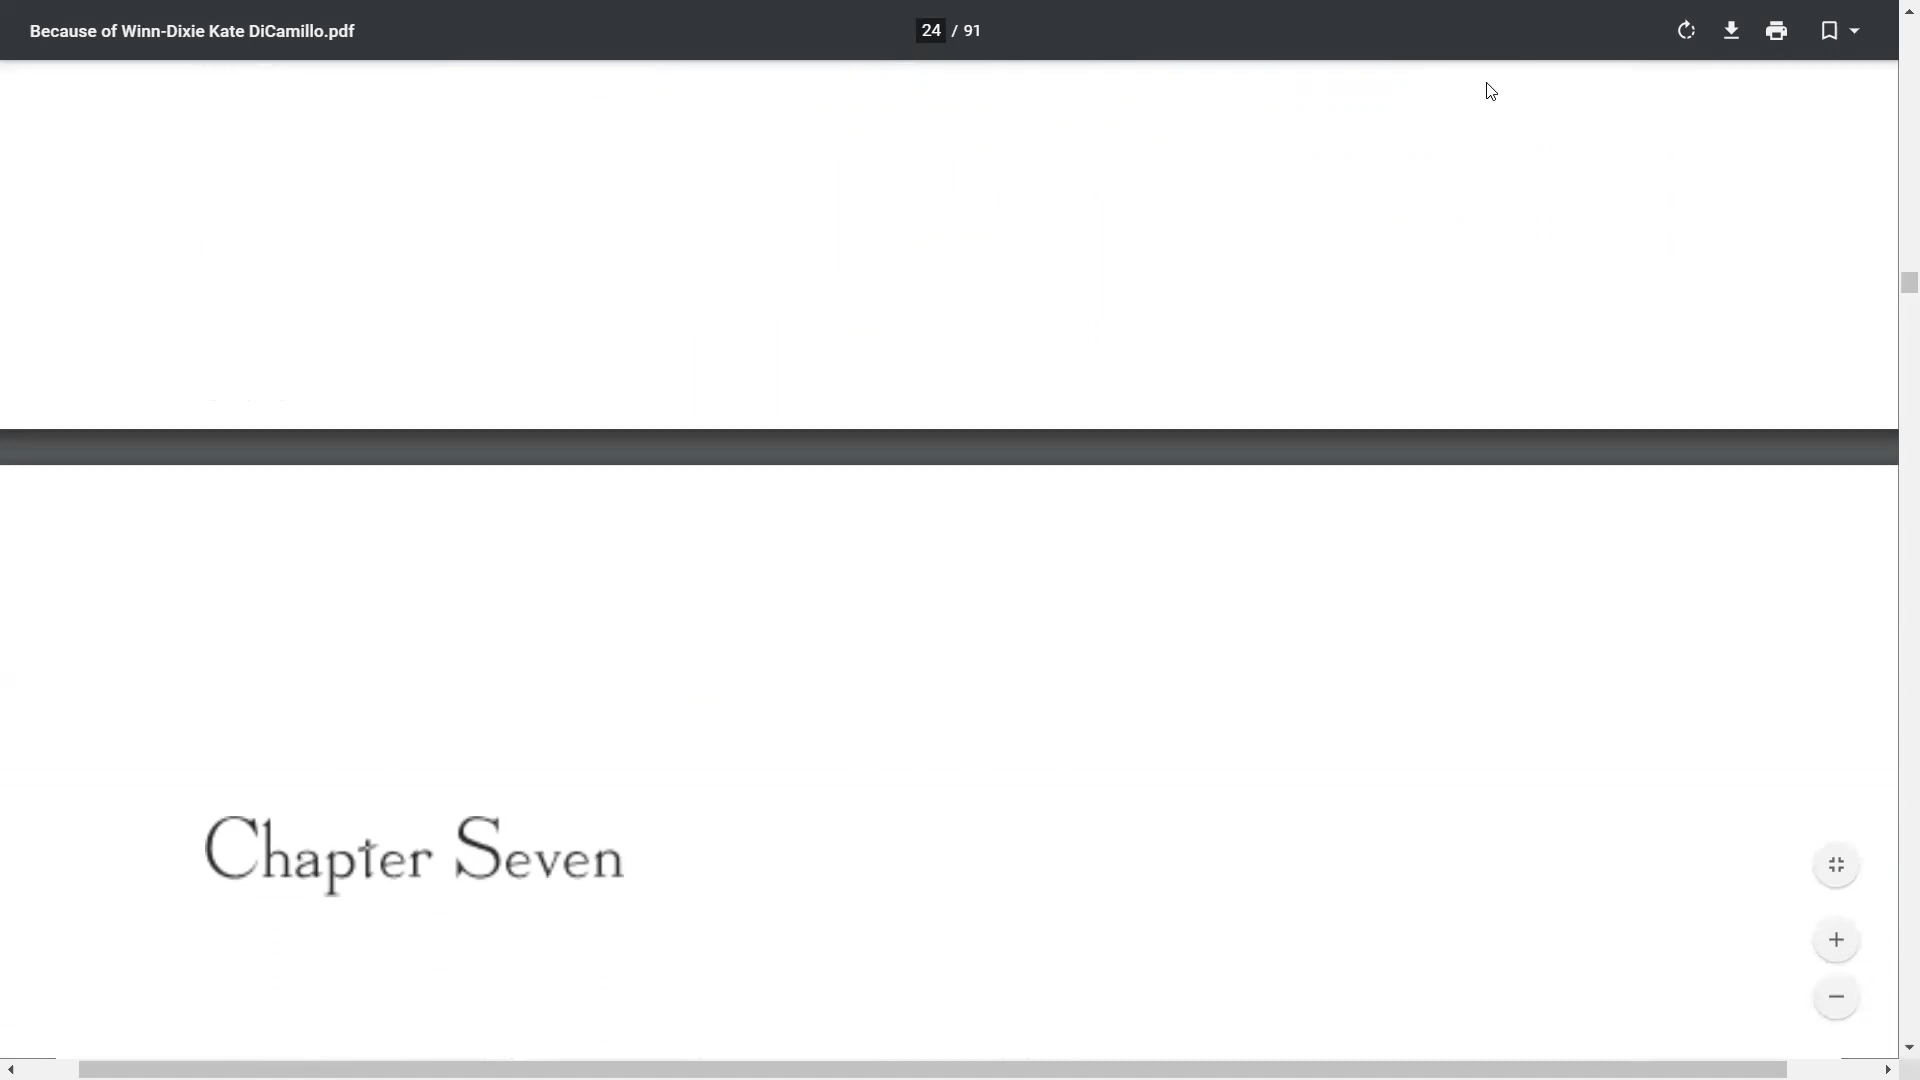 Because of Winn-Dixie Kate DiCamillo.pdf
24 / 91
Chapter Seven